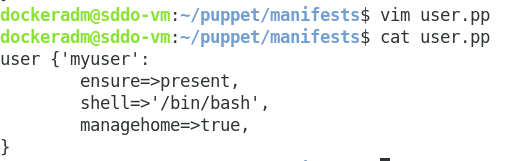 dockeradm@sddo-vm:~/puppet/manifests$ vim user.pp
dockeradm@sddo-vm:~/puppet/manifests$ cat user.pp
user {'myuser':
        ensure=>present,
        shell=>'/bin/bash',
        managehome=>true,
}